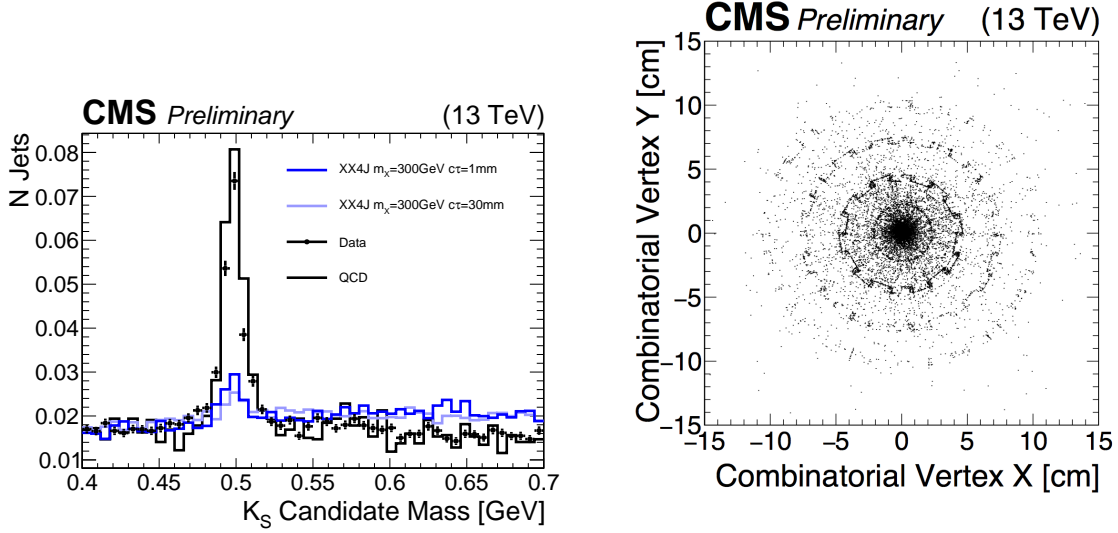 CMS Preliminary (13 TeV)
N Jets
0.08
0.07
0.06
0.05
0.04
0.03
0.02
0.01
XX4J mX=300GeV cτ=1mm
XX4J mX=300GeV cτ=30mm
Data
QCD
0.4 0.45 0.5 0.55 0.6 0.65 0.7
KS Candidate Mass [GeV]
CMS Preliminary (13 TeV)
Combinatorial Vertex Y [cm]
15
10
5
0
−5
−10
−15
−15 −10 −5 0 5 10 15
Combinatorial Vertex X [cm]